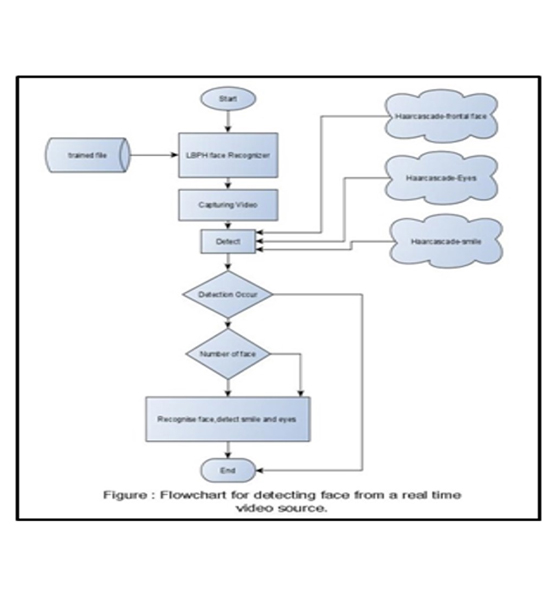 Start
Haarcascade-frontal face
trained file
LBPH face Recognizer
Haarcascade-Eyes
Capturing Video
Detect
Haarcascade-smile
Detection Occur
Number of face
Recognise face,detect smile and eyes
End
Figure : Flowchart for detecting face from a real time
video source.